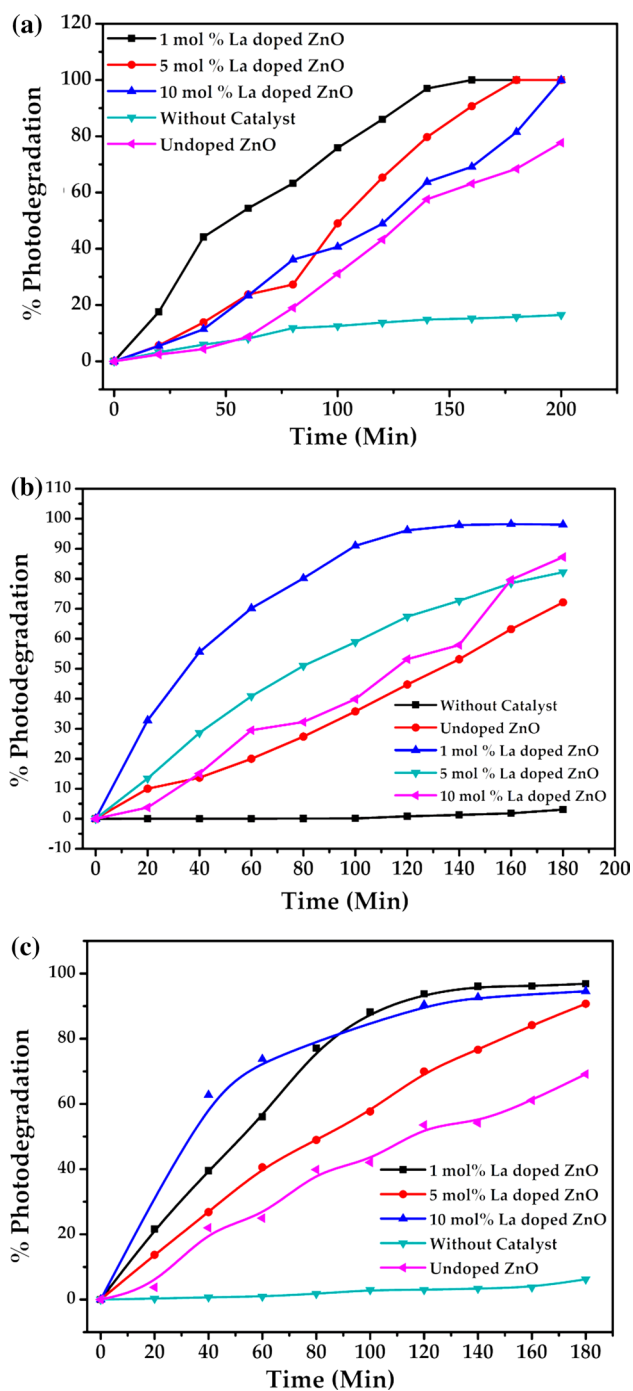 (a)
1 mol % La doped ZnO
5 mol % La doped ZnO
10 mol % La doped ZnO
Without Catalyst
Undoped ZnO
% Photodegradation
120
100
80
60
40
20
0
0 50 100 150 200
Time (Min)
(b)
% Photodegradation
110
100
90
80
70
60
50
40
30
20
10
0
-10
Without Catalyst
Undoped ZnO
1 mol % La doped ZnO
5 mol % La doped ZnO
10 mol % La doped ZnO
0 20 40 60 80 100 120 140 160 180 200
Time (Min)
(c)
% Photodegradation
100
80
60
40
20
0
1 mol% La doped ZnO
5 mol% La doped ZnO
10 mol% La doped ZnO
Without Catalyst
Undoped ZnO
0 20 40 60 80 100 120 140 160 180
Time (Min)